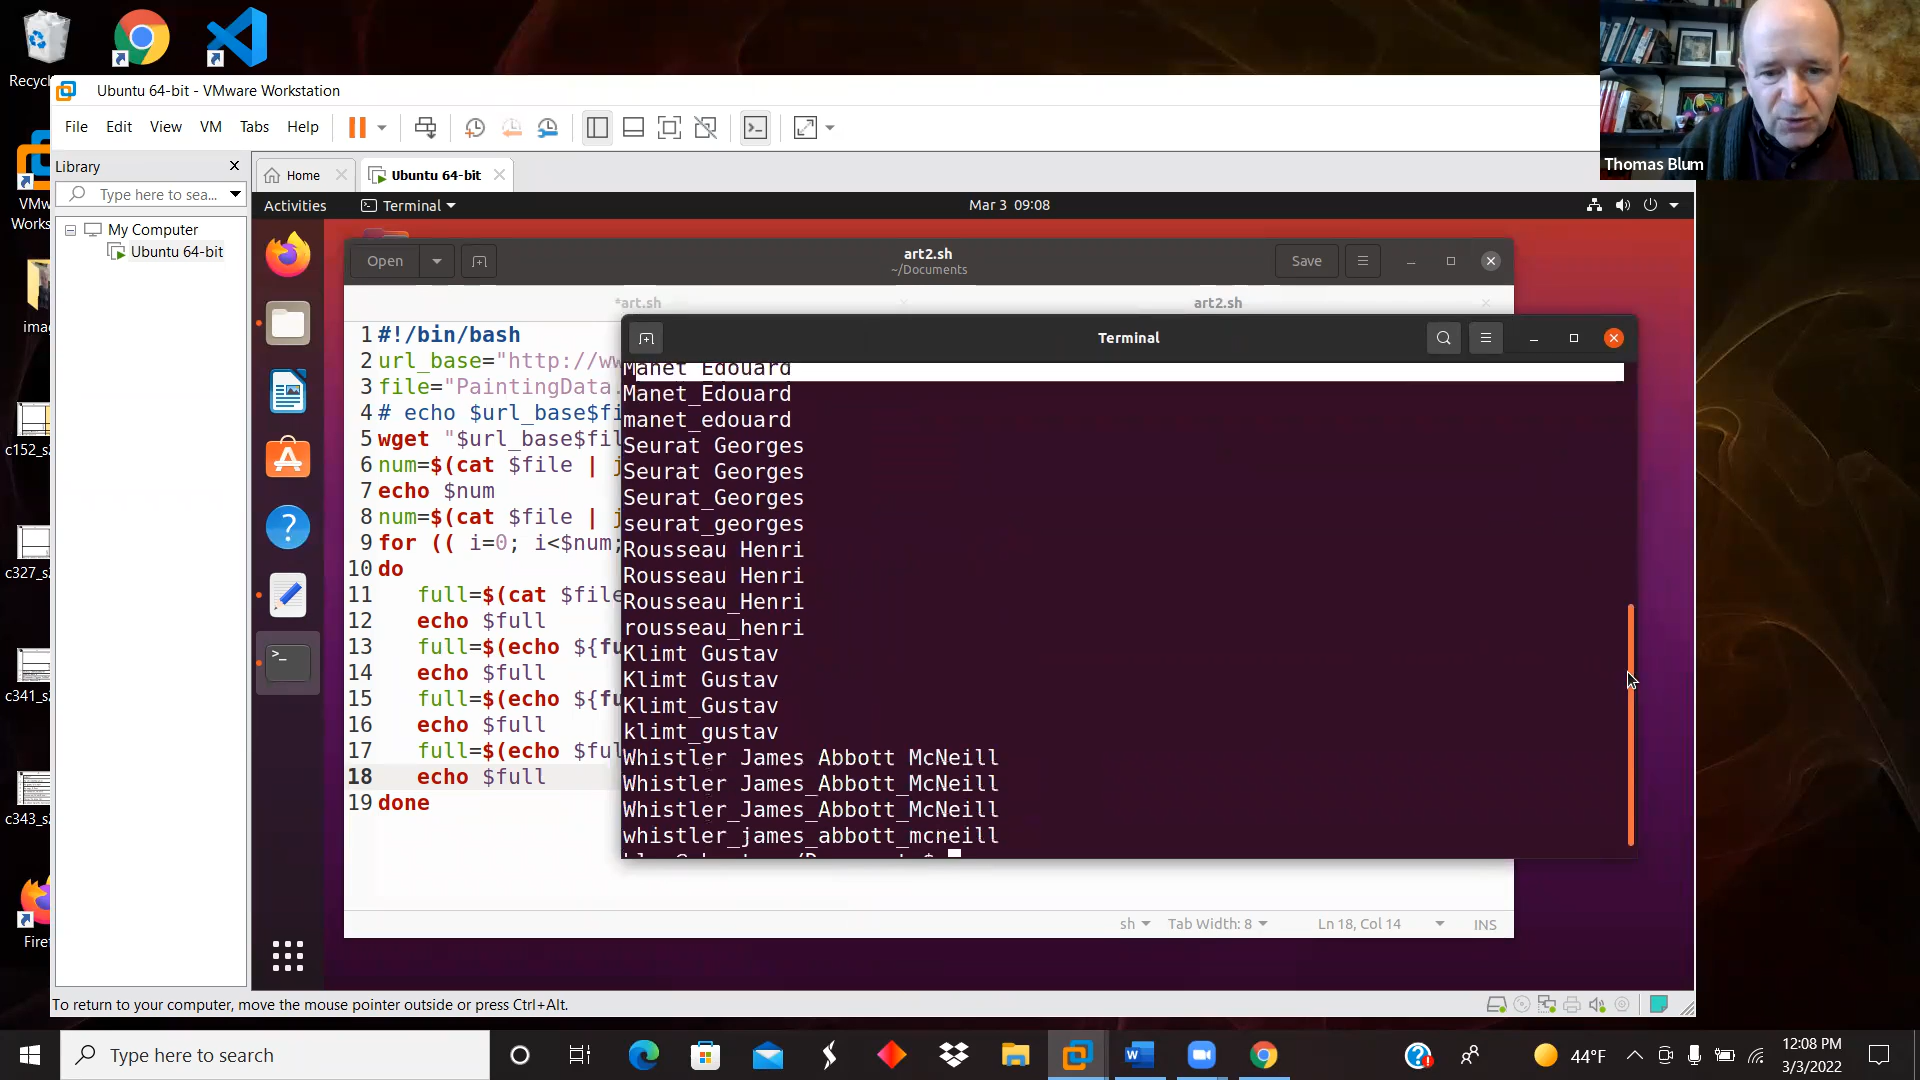 Recyc
Ubuntu 64-bit - VMware Workstation
File Edit View VM Tabs Help
Thomas Blum
Library
Home
Ubuntu 64-bit
Type here to sea...
Activities
Terminal
Mar 3 09:08
My Computer
Ubuntu 64-bit
VMw
Works
Open
art2.sh
~/Documents
Save
*art.sh
art2.sh
1 #!/bin/bash
2 url_base="http://ww
3 file="PaintingData.
4 # echo $url_base$fi
5 wget "$url_base$fil
6 num=$(cat $file | j
7 echo $num
8 num=$(cat $file | j
9 for (( i=0; i<$num;
10 do
11 full=$(cat $file
12 echo $full
13 full=$(echo ${fu
14 echo $full
15 full=$(echo ${fu
16 echo $full
17 full=$(echo $ful
18 echo $full
19 done
Terminal
Manet Edouard
Manet_Edouard
manet_edouard
Seurat Georges
Seurat Georges
Seurat_Georges
seurat_georges
Rousseau Henri
Rousseau Henri
Rousseau_Henri
rousseau_henri
Klimt Gustav
Klimt Gustav
Klimt_Gustav
klimt_gustav
Whistler James Abbott McNeill
Whistler James_Abbott_McNeill
Whistler_James_Abbott_McNeill
whistler_james_abbott_mcneill
imag
c152_s2
c327_s
c341_s
c343_s2
Firef
sh
Tab Width: 8
Ln 18, Col 14
INS
To return to your computer, move the mouse pointer outside or press Ctrl+Alt.
Type here to search
44°F
12:08 PM
3/3/2022